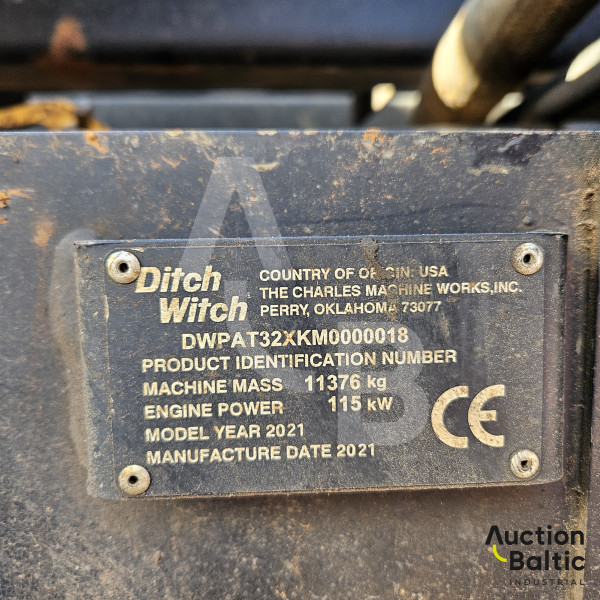 Ditch Witch
COUNTRY OF ORIGIN: USA
THE CHARLES MACHINE WORKS,INC.
PERRY, OKLAHOMA 73077
DWPAT32XKM0000018
PRODUCT IDENTIFICATION NUMBER
MACHINE MASS 11376 kg
ENGINE POWER 115 kW
MODEL YEAR 2021
MANUFACTURE DATE 2021
CE
ALB
Auction
Baltic
INDUSTRIAL